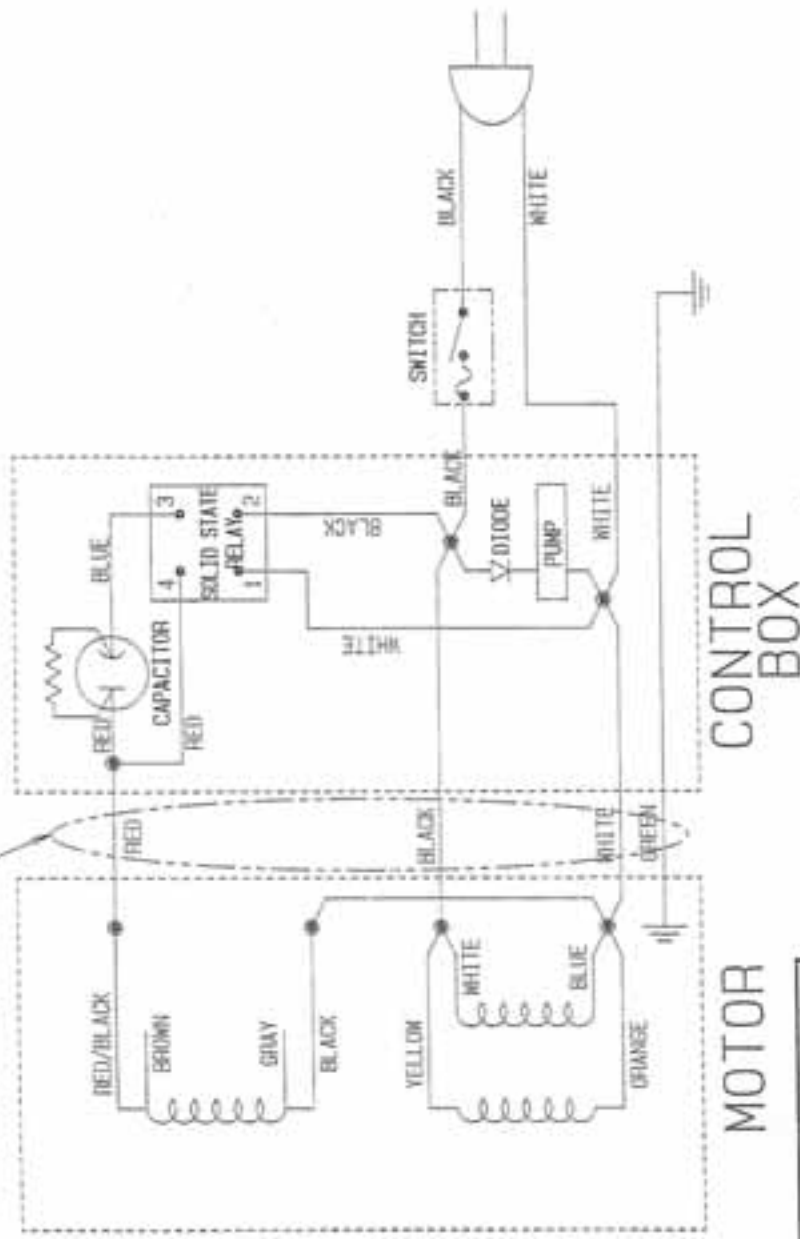 BLACK
WHITE
SWITCH
BLACK
3
BLUE
4
SOLID STATE
RELAY
2
1
CAPACITOR
RED
RED
BLACK
WHITE
DIODE
PUMP
WHITE
CONTROL
BOX
RED
BLACK
WHITE
GREEN
RED/BLACK
BROWN
GRAY
BLACK
WHITE
BLUE
YELLOW
ORANGE
MOTOR